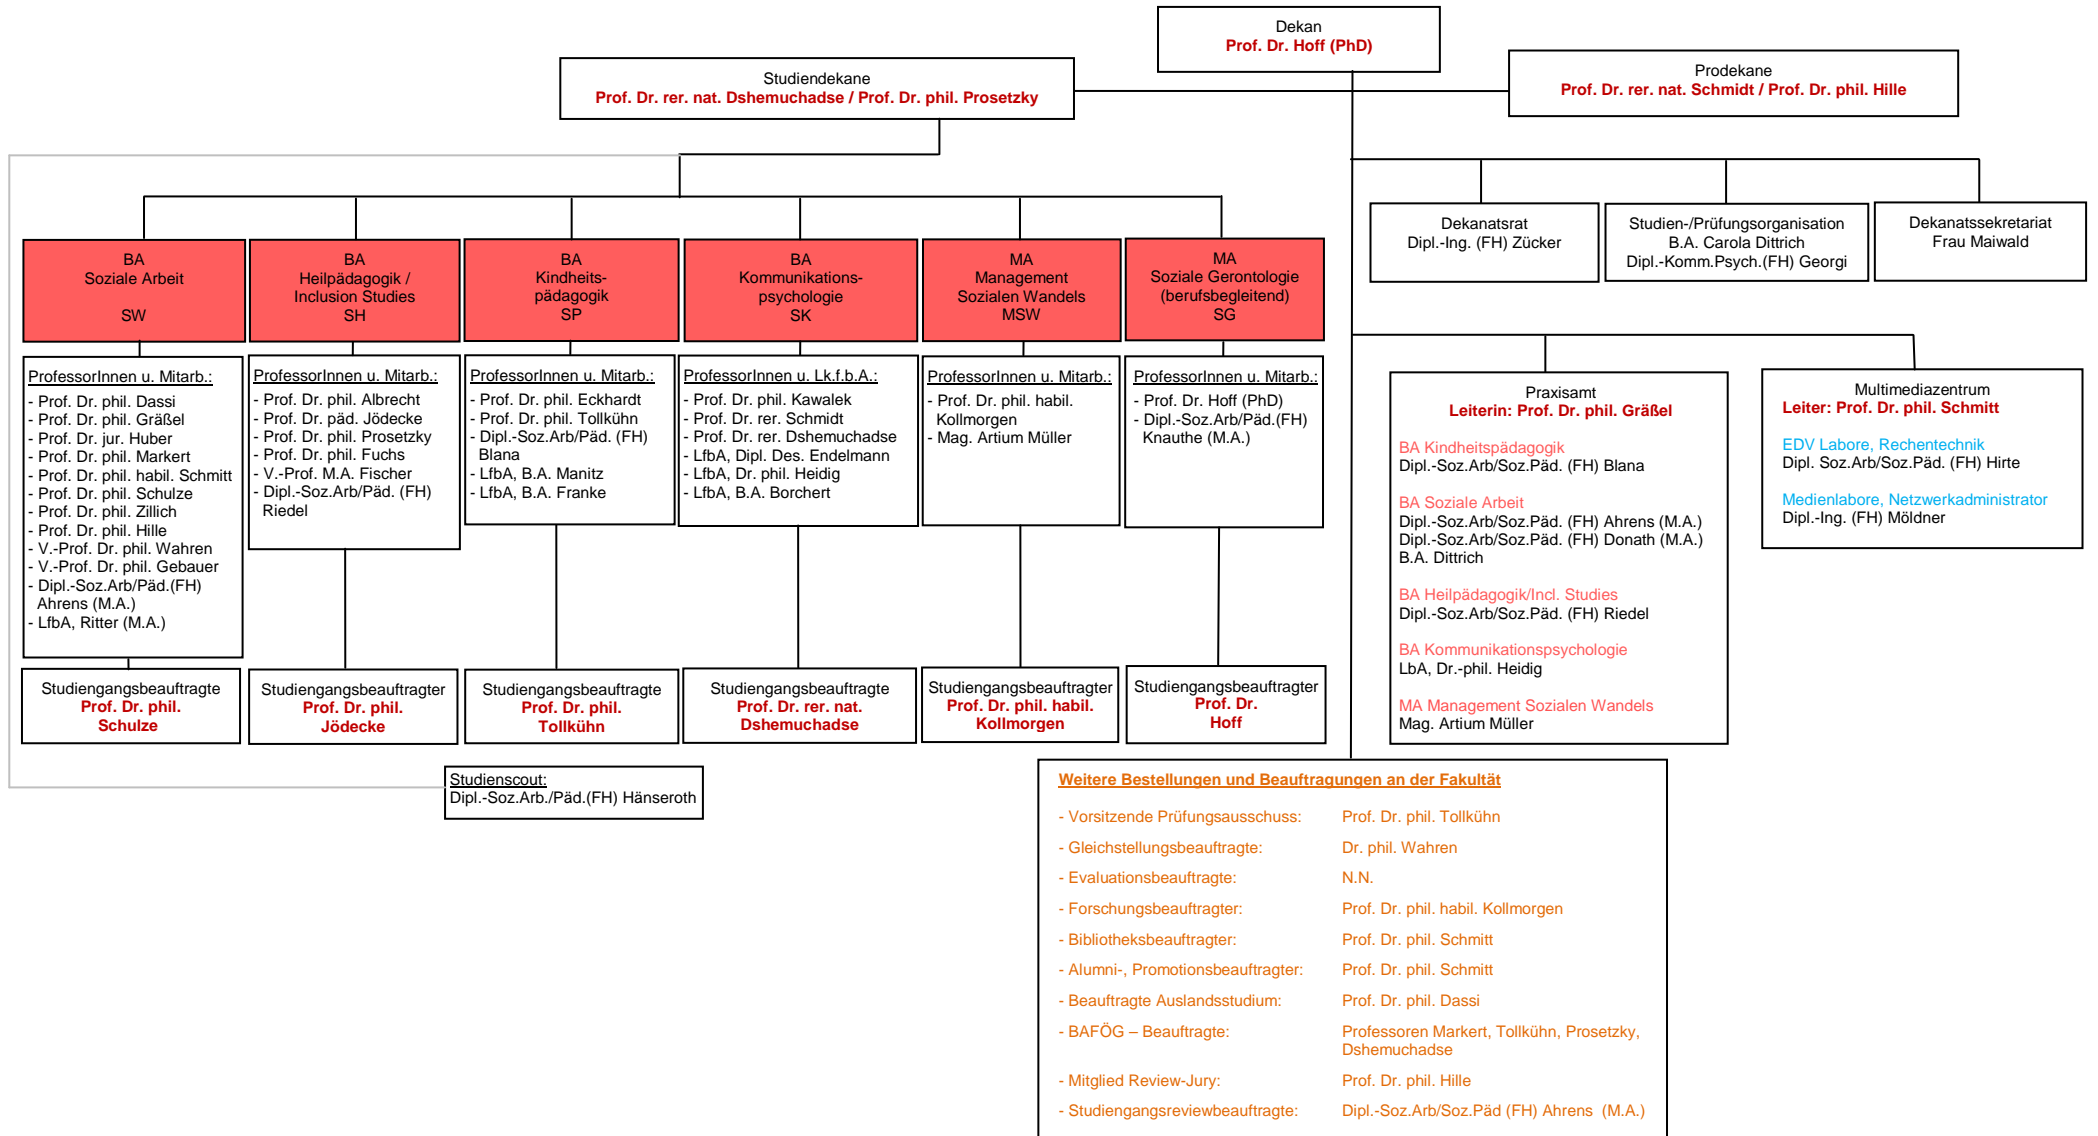 Dekan
Prof. Dr. Hoff (PhD)
Studiendekane
Prof. Dr. rer. nat. Dshemuchadse / Prof. Dr. phil. Prosetzky
Prodekane
Prof. Dr. rer. nat. Schmidt / Prof. Dr. phil. Hille
Dekanatsrat
Dipl.-Ing. (FH) Zücker
Studien-/Prüfungsorganisation
B.A. Carola Dittrich
Dipl.-Komm.Psych.(FH) Georgi
Dekanatssekretariat
Frau Maiwald
BA
Soziale Arbeit
SW
BA
Heilpädagogik /
Inclusion Studies
SH
BA
Kindheits-
pädagogik
SP
BA
Kommunikations-
psychologie
SK
MA
Management
Sozialen Wandels
MSW
MA
Soziale Gerontologie
(berufsbegleitend)
SG
ProfessorInnen u. Mitarb.:
- Prof. Dr. phil. Dassi
- Prof. Dr. phil. Gräßel
- Prof. Dr. jur. Huber
- Prof. Dr. phil. Markert
- Prof. Dr. phil. habil. Schmitt
- Prof. Dr. phil. Schulze
- Prof. Dr. phil. Zillich
- Prof. Dr. phil. Hille
- V.-Prof. Dr. phil. Wahren
- V.-Prof. Dr. phil. Gebauer
- Dipl.-Soz.Arb/Päd.(FH)
Ahrens (M.A.)
- LfbA, Ritter (M.A.)
ProfessorInnen u. Mitarb.:
- Prof. Dr. phil. Albrecht
- Prof. Dr. päd. Jödecke
- Prof. Dr. phil. Prosetzky
- Prof. Dr. phil. Fuchs
- V.-Prof. M.A. Fischer
- Dipl.-Soz.Arb/Päd. (FH)
Riedel
ProfessorInnen u. Mitarb.:
- Prof. Dr. phil. Eckhardt
- Prof. Dr. phil. Tollkühn
- Dipl.-Soz.Arb/Päd. (FH)
Blana
- LfbA, B.A. Manitz
- LfbA, B.A. Franke
ProfessorInnen u. Lk.f.b.A.:
- Prof. Dr. phil. Kawalek
- Prof. Dr. rer. Schmidt
- Prof. Dr. rer. Dshemuchadse
- LfbA, Dipl. Des. Endelmann
- LfbA, Dr. phil. Heidig
- LfbA, B.A. Borchert
ProfessorInnen u. Mitarb.:
- Prof. Dr. phil. habil.
Kollmorgen
- Mag. Artium Müller
ProfessorInnen u. Mitarb.:
- Prof. Dr. Hoff (PhD)
- Dipl.-Soz.Arb/Päd.(FH)
Knauthe (M.A.)
Praxisamt
Leiterin: Prof. Dr. phil. Gräßel
BA Kindheitspädagogik
Dipl.-Soz.Arb/Soz.Päd. (FH) Blana
BA Soziale Arbeit
Dipl.-Soz.Arb/Soz.Päd. (FH) Ahrens (M.A.)
Dipl.-Soz.Arb/Soz.Päd. (FH) Donath (M.A.)
B.A. Dittrich
BA Heilpädagogik/Incl. Studies
Dipl.-Soz.Arb/Soz.Päd. (FH) Riedel
BA Kommunikationspsychologie
LbA, Dr.-phil. Heidig
MA Management Sozialen Wandels
Mag. Artium Müller
Multimediazentrum
Leiter: Prof. Dr. phil. Schmitt
EDV Labore, Rechentechnik
Dipl. Soz.Arb/Soz.Päd. (FH) Hirte
Medienlabore, Netzwerkadministrator
Dipl.-Ing. (FH) Möldner
Studiengangsbeauftragte
Prof. Dr. phil.
Schulze
Studiengangsbeauftragter
Prof. Dr. phil.
Jödecke
Studiengangsbeauftragte
Prof. Dr. phil.
Tollkühn
Studiengangsbeauftragte
Prof. Dr. rer. nat.
Dshemuchadse
Studiengangsbeauftragter
Prof. Dr. phil. habil.
Kollmorgen
Studiengangsbeauftragter
Prof. Dr.
Hoff
Studienscout:
Dipl.-Soz.Arb./Päd.(FH) Hänseroth
Weitere Bestellungen und Beauftragungen an der Fakultät
- Vorsitzende Prüfungsausschuss: Prof. Dr. phil. Tollkühn
- Gleichstellungsbeauftragte: Dr. phil. Wahren
- Evaluationsbeauftragte: N.N.
- Forschungsbeauftragter: Prof. Dr. phil. habil. Kollmorgen
- Bibliotheksbeauftragter: Prof. Dr. phil. Schmitt
- Alumni-, Promotionsbeauftragter: Prof. Dr. phil. Schmitt
- Beauftragte Auslandsstudium: Prof. Dr. phil. Dassi
- BAFÖG – Beauftragte: Professoren Markert, Tollkühn, Prosetzky,
Dshemuchadse
- Mitglied Review-Jury: Prof. Dr. phil. Hille
- Studiengangsreviewbeauftragte: Dipl.-Soz.Arb/Soz.Päd (FH) Ahrens (M.A.)